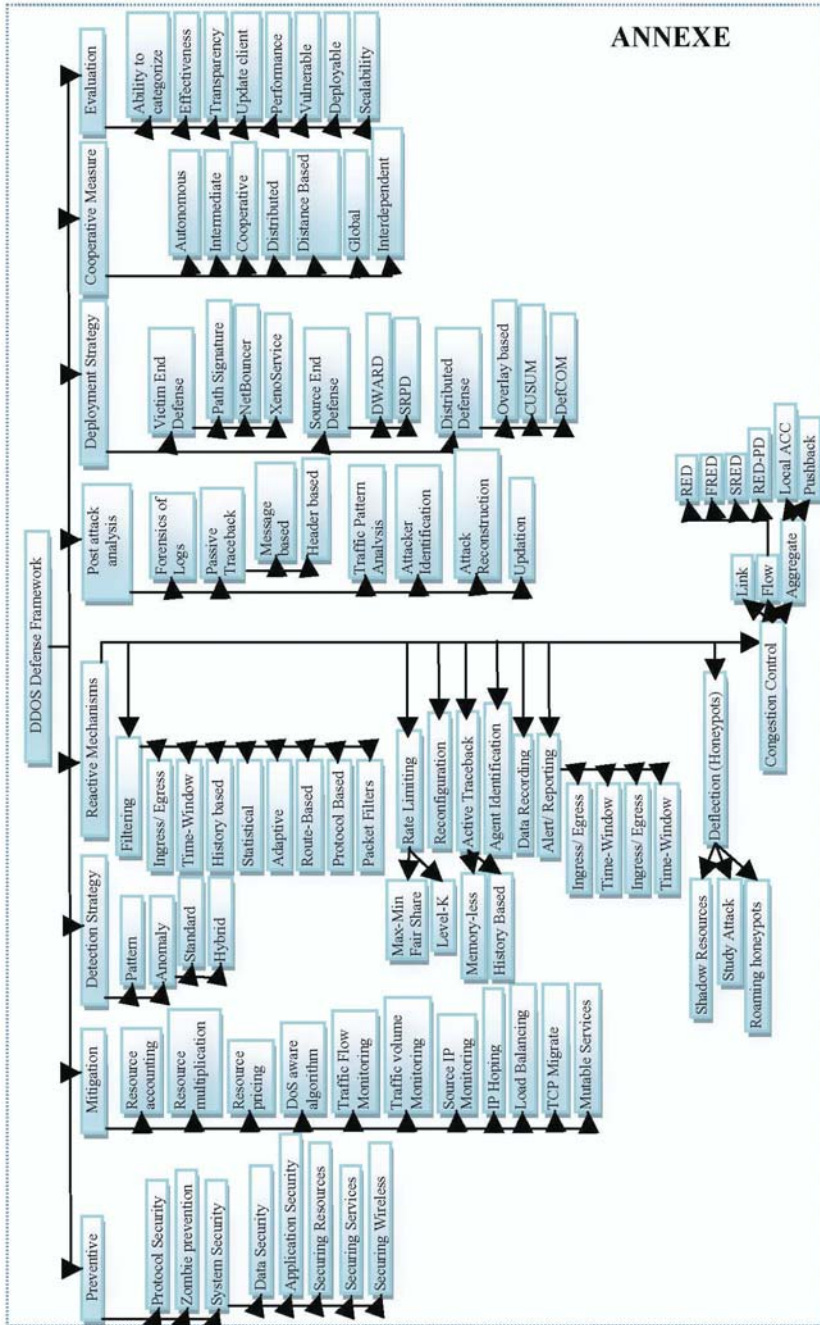 ANNEXE
DDOS Defense Framework
Preventive
Protocol Security
Zombie prevention
System Security
Data Security
Application Security
Securing Resources
Securing Services
Securing Wireless
Mitigation
Resource
accounting
Resource
multiplication
Resource
pricing
DoS aware
algorithm
Traffic Flow
Monitoring
Traffic volume
Monitoring
Source IP
Monitoring
IP Hoping
Load Balancing
TCP Migrate
Mutable Services
Detection Strategy
Pattern
Anomaly
Standard
Hybrid
Reactive Mechanisms
Filtering
Ingress/ Egress
Time-Window
History based
Statistical
Adaptive
Route-Based
Protocol Based
Packet Filters
Rate Limiting
Max-Min
Fair Share
Level-K
Reconfiguration
Active Traceback
Memory-less
History Based
Agent Identification
Data Recording
Alert/ Reporting
Ingress/ Egress
Time-Window
Ingress/ Egress
Time-Window
Deflection (Honeypots)
Shadow Resources
Study Attack
Roaming honeypots
Congestion Control
Link
Flow
Aggregate
RED
FRED
SRED
RED-PD
Local ACC
Pushback
Post attack
analysis
Forensics of
Logs
Passive
Traceback
Message
based
Header based
Traffic Pattern
Analysis
Attacker
Identification
Attack
Reconstruction
Updation
Deployment Strategy
Victim End
Defense
Path Signature
NetBouncer
XenoService
Source End
Defense
DWARD
SRPD
Distributed
Defense
Overlay based
CUSUM
DefCOM
Cooperative Measure
Autonomous
Intermediate
Cooperative
Distributed
Distance Based
Global
Interdependent
Evaluation
Ability to
categorize
Effectiveness
Transparency
Update client
Performance
Vulnerable
Deployable
Scalability